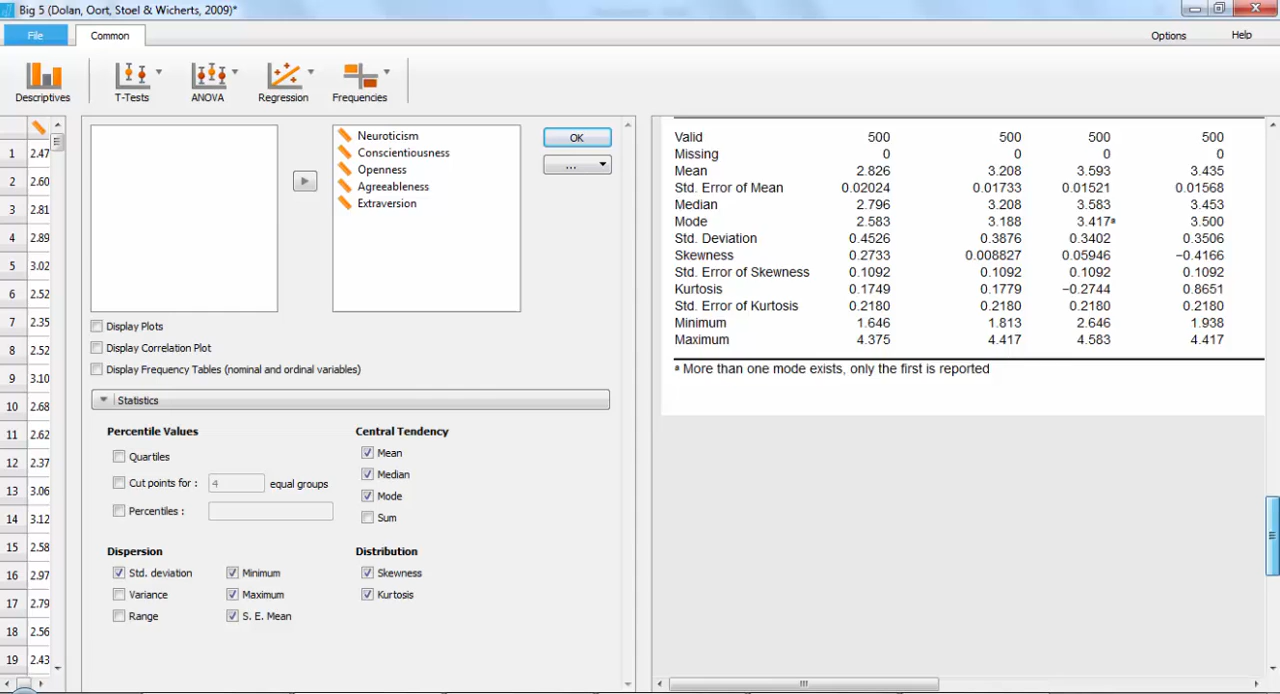 Big 5 (Dolan, Oort, Stoel & Wicherts, 2009)*
File Common Options Help
Descriptives T-Tests ANOVA Regression Frequencies
1 2.47
2 2.60
3 2.81
4 2.89
5 3.02
6 2.52
7 2.35
8 2.52
9 3.10
10 2.68
11 2.62
12 2.37
13 3.06
14 3.12
15 2.58
16 2.97
17 2.79
18 2.56
19 2.43
Neuroticism
Conscientiousness
Openness
Agreeableness
Extraversion
OK
...
Display Plots
Display Correlation Plot
Display Frequency Tables (nominal and ordinal variables)
Statistics
Percentile Values
Quartiles
Cut points for : 4 equal groups
Percentiles :
Central Tendency
Mean
Median
Mode
Sum
Dispersion
Std. deviation Minimum
Variance Maximum
Range S. E. Mean
Distribution
Skewness
Kurtosis
Valid 500 500 500 500
Missing 0 0 0 0
Mean 2.826 3.208 3.593 3.435
Std. Error of Mean 0.02024 0.01733 0.01521 0.01568
Median 2.796 3.208 3.583 3.453
Mode 2.583 3.188 3.417ᵃ 3.500
Std. Deviation 0.4526 0.3876 0.3402 0.3506
Skewness 0.2733 0.008827 0.05946 −0.4166
Std. Error of Skewness 0.1092 0.1092 0.1092 0.1092
Kurtosis 0.1749 0.1779 −0.2744 0.8651
Std. Error of Kurtosis 0.2180 0.2180 0.2180 0.2180
Minimum 1.646 1.813 2.646 1.938
Maximum 4.375 4.417 4.583 4.417
ᵃ More than one mode exists, only the first is reported